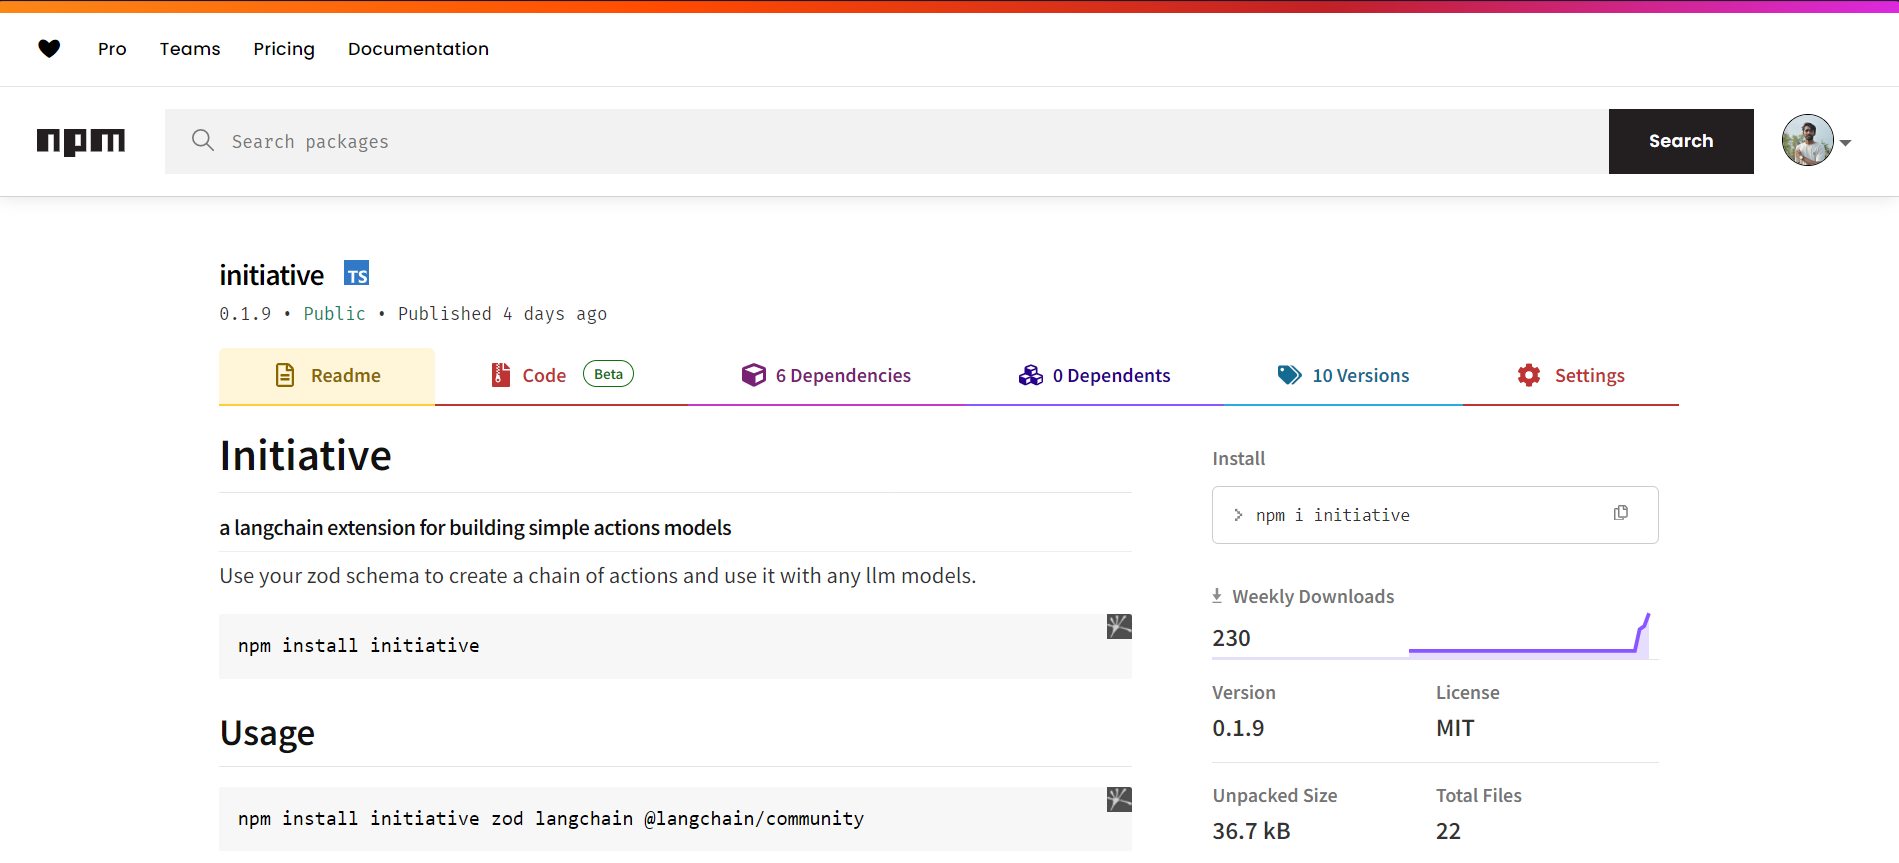 Pro Teams Pricing Documentation
npm Search packages Search
initiative TS
0.1.9 • Public • Published 4 days ago
Readme Code Beta 6 Dependencies 0 Dependents 10 Versions Settings
Initiative
a langchain extension for building simple actions models
Use your zod schema to create a chain of actions and use it with any llm models.
npm install initiative
Usage
npm install initiative zod langchain @langchain/community
Install
> npm i initiative
Weekly Downloads
230
Version License
0.1.9 MIT
Unpacked Size Total Files
36.7 kB 22